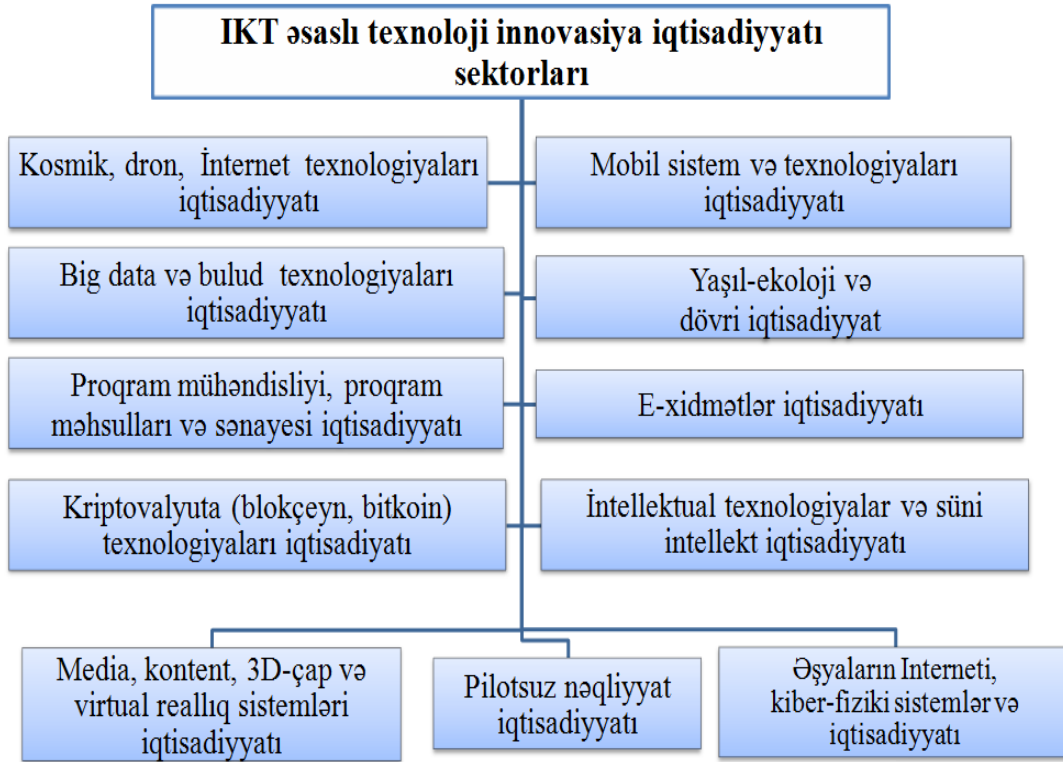 IKT əsaslı texnoloji innovasiya iqtisadiyyatı
sektorları
Kosmik, dron, İnternet texnologiyaları
iqtisadiyyatı
Mobil sistem və texnologiyaları
iqtisadiyyatı
Big data və bulud texnologiyaları
iqtisadiyyatı
Yaşıl-ekoloji və
dövri iqtisadiyyat
Proqram mühəndisliyi, proqram
məhsulları və sənayesi iqtisadiyyatı
E-xidmətlər iqtisadiyyatı
Kriptovalyuta (blokçeyn, bitkoin)
texnologiyaları iqtisadiyatı
İntellektual texnologiyalar və süni
intellekt iqtisadiyyatı
Media, kontent, 3D-çap və
virtual reallıq sistemləri
iqtisadiyyatı
Pilotsuz nəqliyyat
iqtisadiyyatı
Əşyaların Interneti,
kiber-fiziki sistemlər və
iqtisadiyyatı